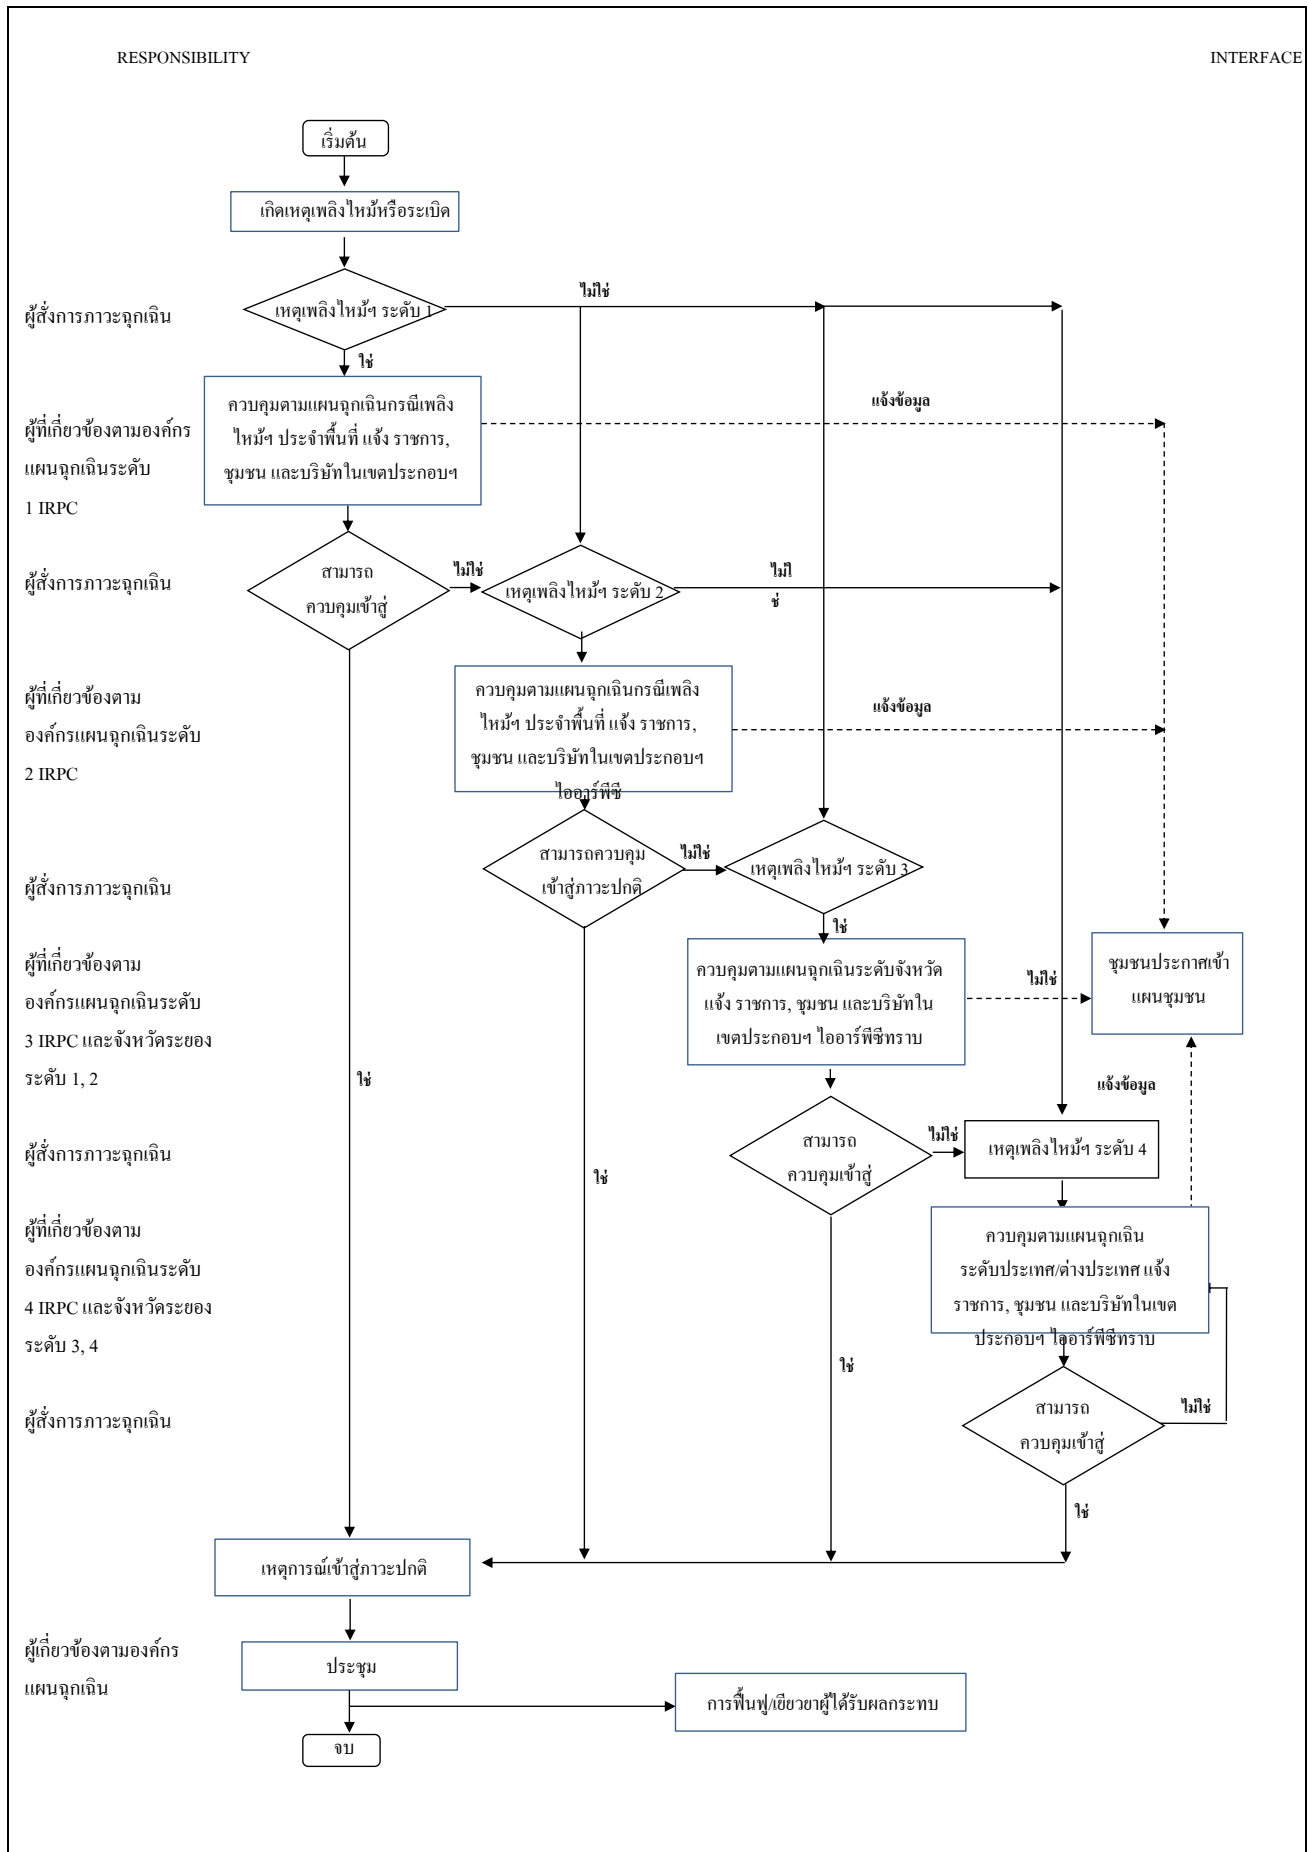 RESPONSIBILITY
INTERFACE
เริ่มต้น
เกิดเหตุเพลิงไหม้หรือระเบิด
ผู้สั่งการภาวะฉุกเฉิน
เหตุเพลิงไหม้ฯ ระดับ 1
ไม่ใช่
ใช่
ผู้ที่เกี่ยวข้องตามองค์กร
แผนฉุกเฉินระดับ
1 IRPC
ควบคุมตามแผนฉุกเฉินกรณีเพลิง
ไหม้ฯ ประจำพื้นที่ แจ้ง ราชการ,
ชุมชน และบริษัทในเขตประกอบฯ
แจ้งข้อมูล
ผู้สั่งการภาวะฉุกเฉิน
สามารถ
ควบคุมเข้าสู่
ไม่ใช่
เหตุเพลิงไหม้ฯ ระดับ 2
ไม่ใ
ช่
ผู้ที่เกี่ยวข้องตาม
องค์กรแผนฉุกเฉินระดับ
2 IRPC
ควบคุมตามแผนฉุกเฉินกรณีเพลิง
ไหม้ฯ ประจำพื้นที่ แจ้ง ราชการ,
ชุมชน และบริษัทในเขตประกอบฯ
ไออาร์พีซี
แจ้งข้อมูล
ผู้สั่งการภาวะฉุกเฉิน
สามารถควบคุม
เข้าสู่ภาวะปกติ
ไม่ใช่
เหตุเพลิงไหม้ฯ ระดับ 3
ใช่
ผู้ที่เกี่ยวข้องตาม
องค์กรแผนฉุกเฉินระดับ
3 IRPC และจังหวัดระยอง
ระดับ 1, 2
ควบคุมตามแผนฉุกเฉินระดับจังหวัด
แจ้ง ราชการ, ชุมชน และบริษัทใน
เขตประกอบฯ ไออาร์พีซีทราบ
ไม่ใช่
ชุมชนประกาศเข้า
แผนชุมชน
ใช่
แจ้งข้อมูล
ผู้สั่งการภาวะฉุกเฉิน
สามารถ
ควบคุมเข้าสู่
ไม่ใช่
เหตุเพลิงไหม้ฯ ระดับ 4
ใช่
ผู้ที่เกี่ยวข้องตาม
องค์กรแผนฉุกเฉินระดับ
4 IRPC และจังหวัดระยอง
ระดับ 3, 4
ควบคุมตามแผนฉุกเฉิน
ระดับประเทศ/ต่างประเทศ แจ้ง
ราชการ, ชุมชน และบริษัทในเขต
ประกอบฯ ไออาร์พีซีทราบ
ใช่
ผู้สั่งการภาวะฉุกเฉิน
สามารถ
ควบคุมเข้าสู่
ไม่ใช่
ใช่
เหตุการณ์เข้าสู่ภาวะปกติ
ผู้เกี่ยวข้องตามองค์กร
แผนฉุกเฉิน
ประชุม
การฟื้นฟู/เยียวยาผู้ได้รับผลกระทบ
จบ